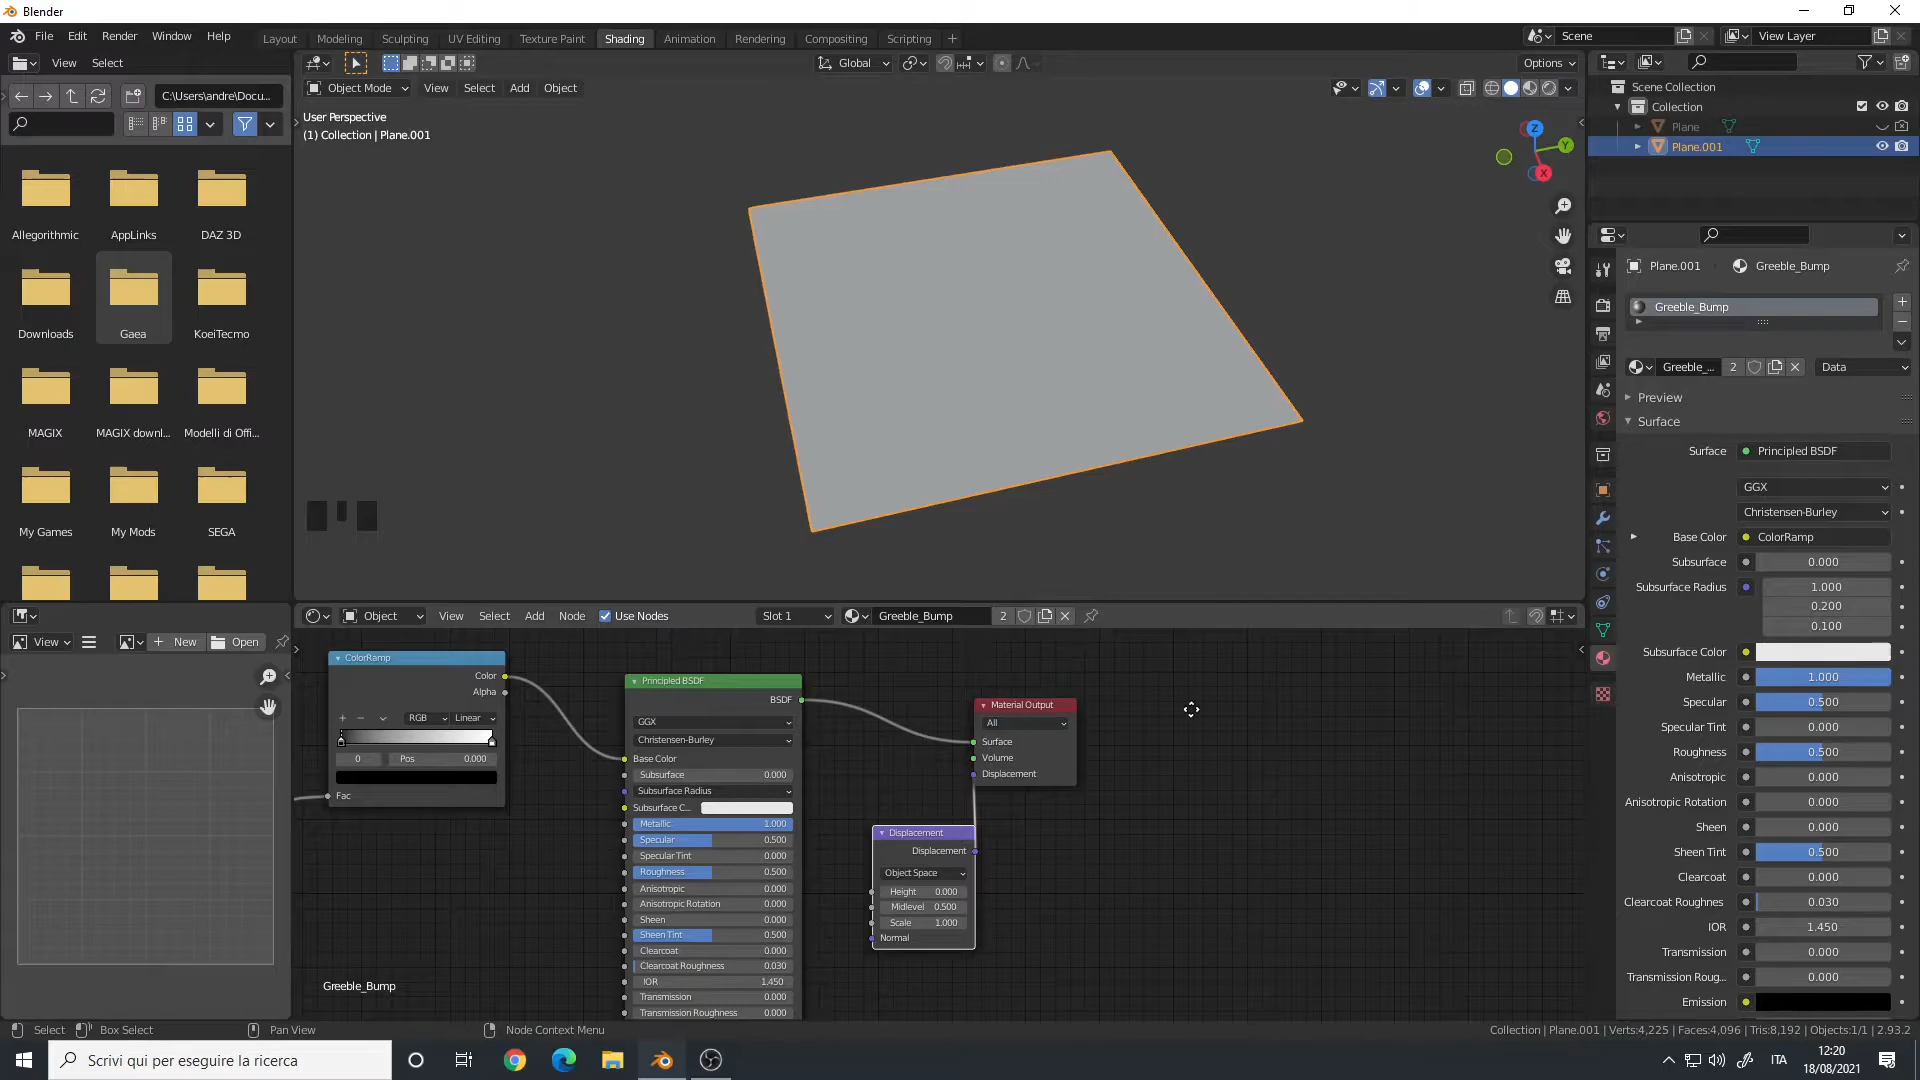 Blender
File Edit Render Window Help
Layout Modeling Sculpting UV Editing Texture Paint Shading Animation Rendering Compositing Scripting
Scene
View Layer
View Select
Global
Options
C:\Users\andre\Docu...
Object Mode View Select Add Object
User Perspective
(1) Collection | Plane.001
Z
Y
X
Scene Collection
Collection
Plane
Plane.001
Allegorithmic AppLinks DAZ 3D
Downloads Gaea KoeiTecmo
MAGIX MAGIX downl... Modelli di Offi...
My Games My Mods SEGA
Plane.001 Greeble_Bump
Greeble_Bump
Greeble_... 2 Data
Preview
Surface
Surface Principled BSDF
GGX
Christensen-Burley
Base Color ColorRamp
Subsurface 0.000
Subsurface Radius 1.000
0.200
0.100
Subsurface Color
Metallic 1.000
Specular 0.500
Specular Tint 0.000
Roughness 0.500
Anisotropic 0.000
Anisotropic Rotation 0.000
Sheen 0.000
Sheen Tint 0.500
Clearcoat 0.000
Clearcoat Roughnes 0.030
IOR 1.450
Transmission 0.000
Transmission Roug... 0.000
Emission
View New Open
Object View Select Add Node Use Nodes Slot 1 Greeble_Bump 2
ColorRamp
Color
Alpha
RGB Linear
0 Pos 0.000
Fac
Principled BSDF
BSDF
GGX
Christensen-Burley
Base Color
Subsurface 0.000
Subsurface Radius
Subsurface C...
Metallic 1.000
Specular 0.500
Specular Tint 0.000
Roughness 0.500
Anisotropic 0.000
Anisotropic Rotation 0.000
Sheen 0.000
Sheen Tint 0.500
Clearcoat 0.000
Clearcoat Roughness 0.030
IOR 1.450
Transmission 0.000
Transmission Roughness 0.000
Material Output
All
Surface
Volume
Displacement
Displacement
Displacement
Object Space
Height 0.000
Midlevel 0.500
Scale 1.000
Normal
Greeble_Bump
Select Box Select Pan View Node Context Menu
Collection | Plane.001 | Verts:4,225 | Faces:4,096 | Tris:8,192 | Objects:1/1 | 2.93.2
Scrivi qui per eseguire la ricerca
ITA
12:20
18/08/2021